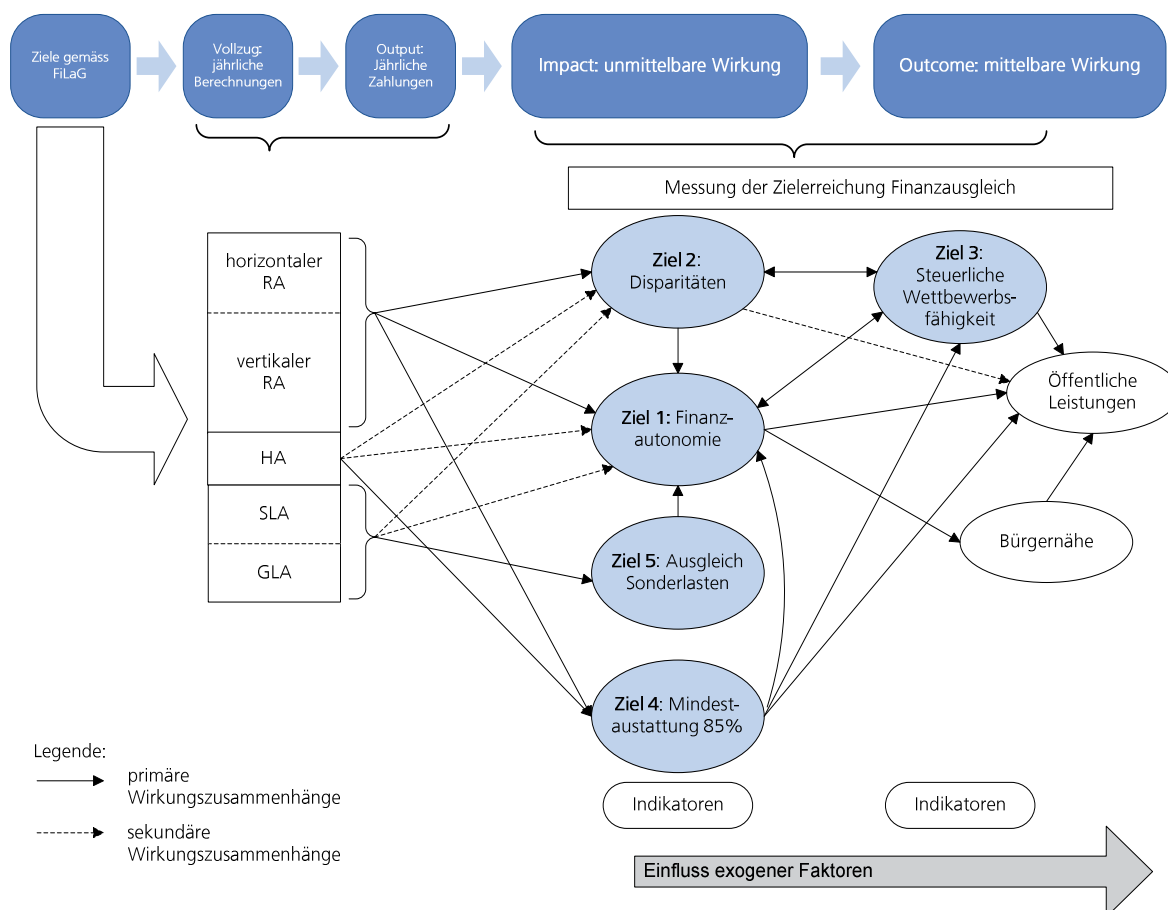 Ziele gemäss
FiLaG
Vollzug:
jährliche
Berechnungen
Output:
Jährliche
Zahlungen
Impact: unmittelbare Wirkung
Outcome: mittelbare Wirkung
Messung der Zielerreichung Finanzausgleich
horizontaler
RA
vertikaler
RA
HA
SLA
GLA
Ziel 2:
Disparitäten
Ziel 1: Finanz-
autonomie
Ziel 5: Ausgleich
Sonderlasten
Ziel 4: Mindest-
austattung 85%
Ziel 3:
Steuerliche
Wettbewerbs-
fähigkeit
Öffentliche
Leistungen
Bürgernähe
Legende:
primäre
Wirkungszusammenhänge
sekundäre
Wirkungszusammenhänge
Indikatoren
Indikatoren
Einfluss exogener Faktoren